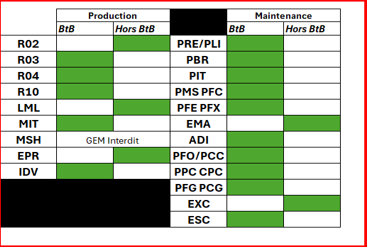 Production Maintenance
BtB Hors BtB BtB Hors BtB
R02 PRE/PLI
R03 PBR
R04 PIT
R10 PMS PFC
LML PFE PFX
MIT EMA
MSH GEM Interdit ADI
EPR PFO/PCC
IDV PPC CPC
PFG PCG
EXC
ESC